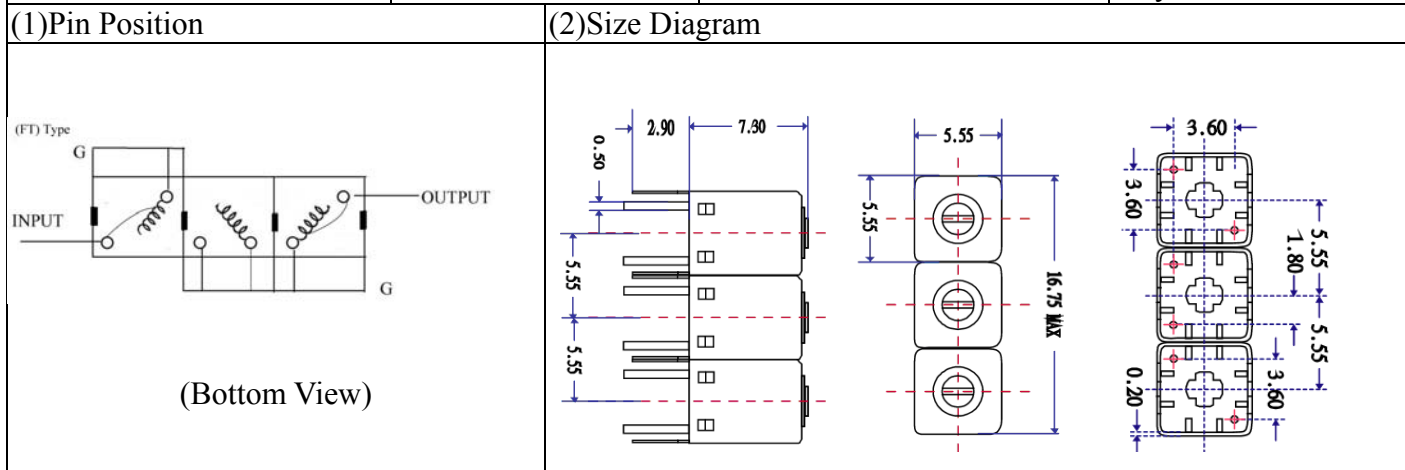 (1)Pin Position
(2)Size Diagram
(FT) Type
G
INPUT
OUTPUT
G
(Bottom View)
2.90
7.30
0.50
5.55
5.55
5.55
5.55
16.75 MAX
3.60
3.60
5.55
1.80
5.55
0.20
3.60